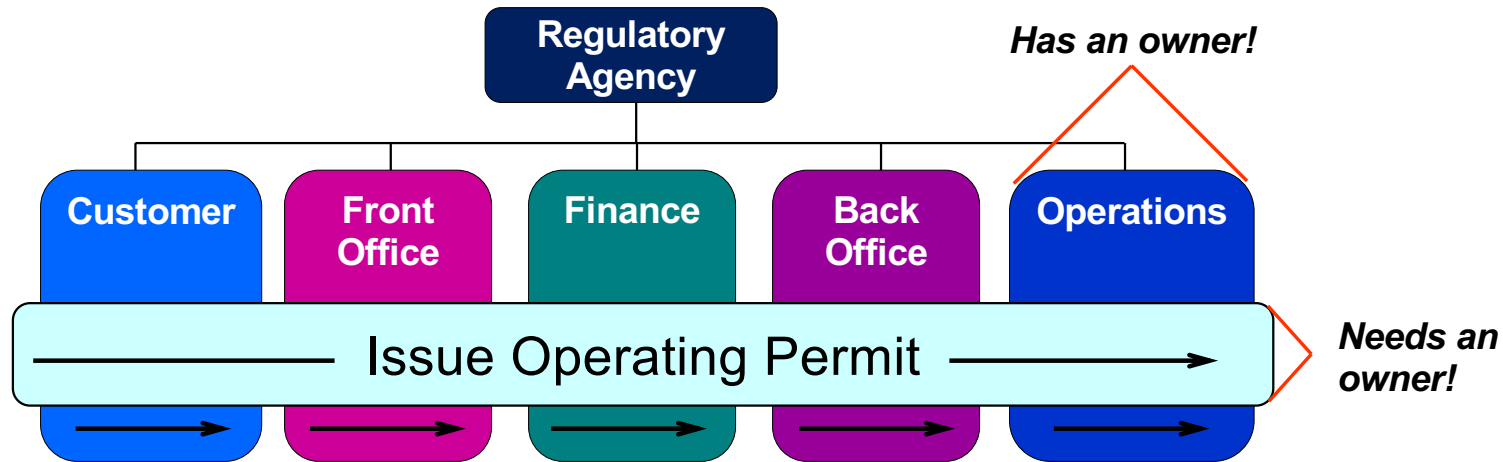 Regulatory
Agency
Has an owner!
Customer
Front
Office
Finance
Back
Office
Operations
Issue Operating Permit
Needs an
owner!